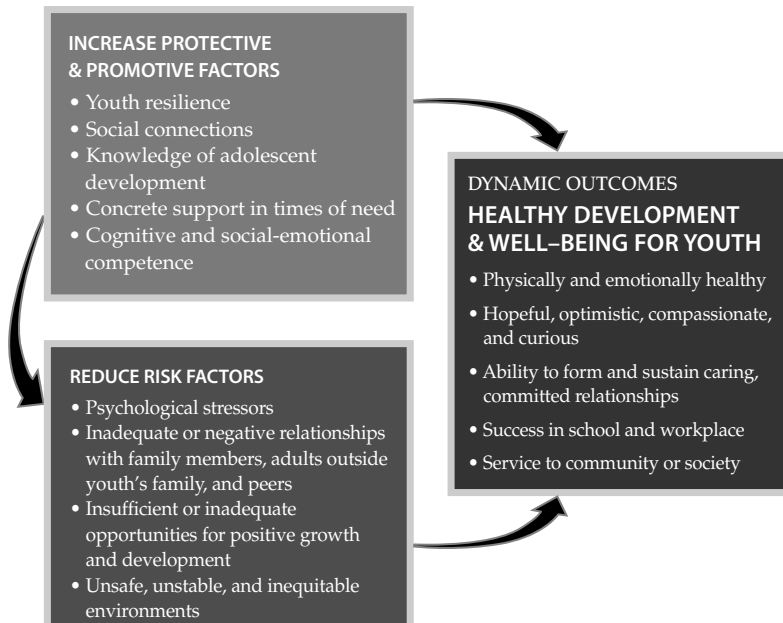 INCREASE PROTECTIVE
& PROMOTIVE FACTORS
• Youth resilience
• Social connections
• Knowledge of adolescent
development
• Concrete support in times of need
• Cognitive and social-emotional
competence
REDUCE RISK FACTORS
• Psychological stressors
• Inadequate or negative relationships
with family members, adults outside
youth’s family, and peers
• Insufficient or inadequate
opportunities for positive growth
and development
• Unsafe, unstable, and inequitable
environments
DYNAMIC OUTCOMES
HEALTHY DEVELOPMENT
& WELL–BEING FOR YOUTH
• Physically and emotionally healthy
• Hopeful, optimistic, compassionate,
and curious
• Ability to form and sustain caring,
committed relationships
• Success in school and workplace
• Service to community or society